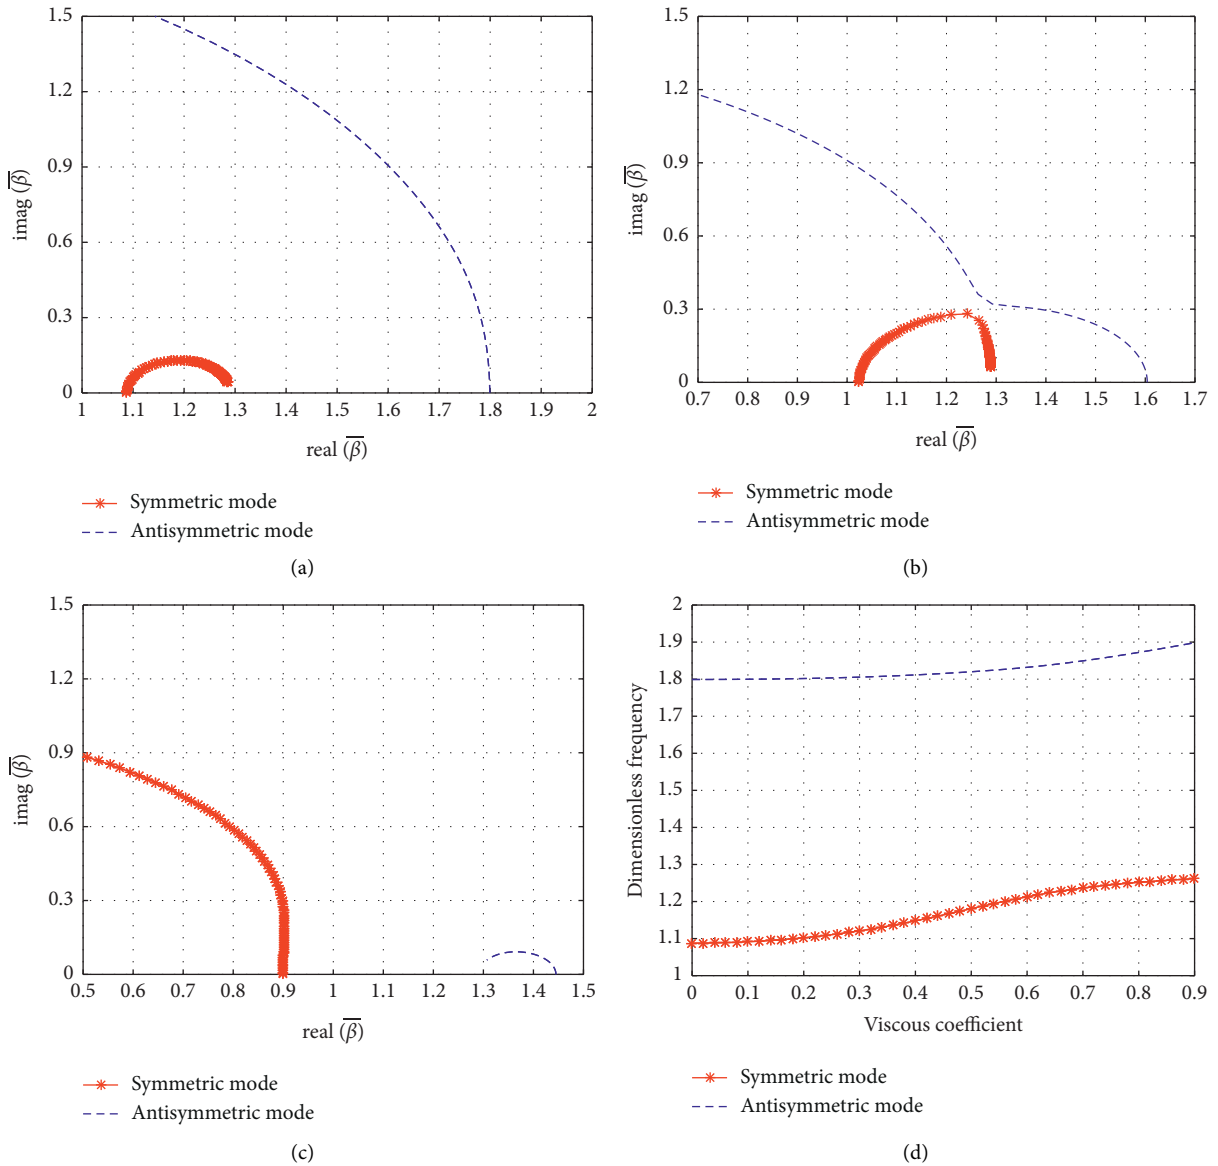 1.5
1.2
0.9
0.6
0.3
0
imag (β̅)
1 1.1 1.2 1.3 1.4 1.5 1.6 1.7 1.8 1.9 2
real (β̅)
Symmetric mode
Antisymmetric mode
(a)
1.5
1.2
0.9
0.6
0.3
0
imag (β̅)
0.7 0.8 0.9 1 1.1 1.2 1.3 1.4 1.5 1.6 1.7
real (β̅)
Symmetric mode
Antisymmetric mode
(b)
1.5
1.2
0.9
0.6
0.3
0
imag (β̅)
0.5 0.6 0.7 0.8 0.9 1 1.1 1.2 1.3 1.4 1.5
real (β̅)
Symmetric mode
Antisymmetric mode
(c)
2
1.9
1.8
1.7
1.6
1.5
1.4
1.3
1.2
1.1
1
Dimensionless frequency
0 0.1 0.2 0.3 0.4 0.5 0.6 0.7 0.8 0.9
Viscous coefficient
Symmetric mode
Antisymmetric mode
(d)